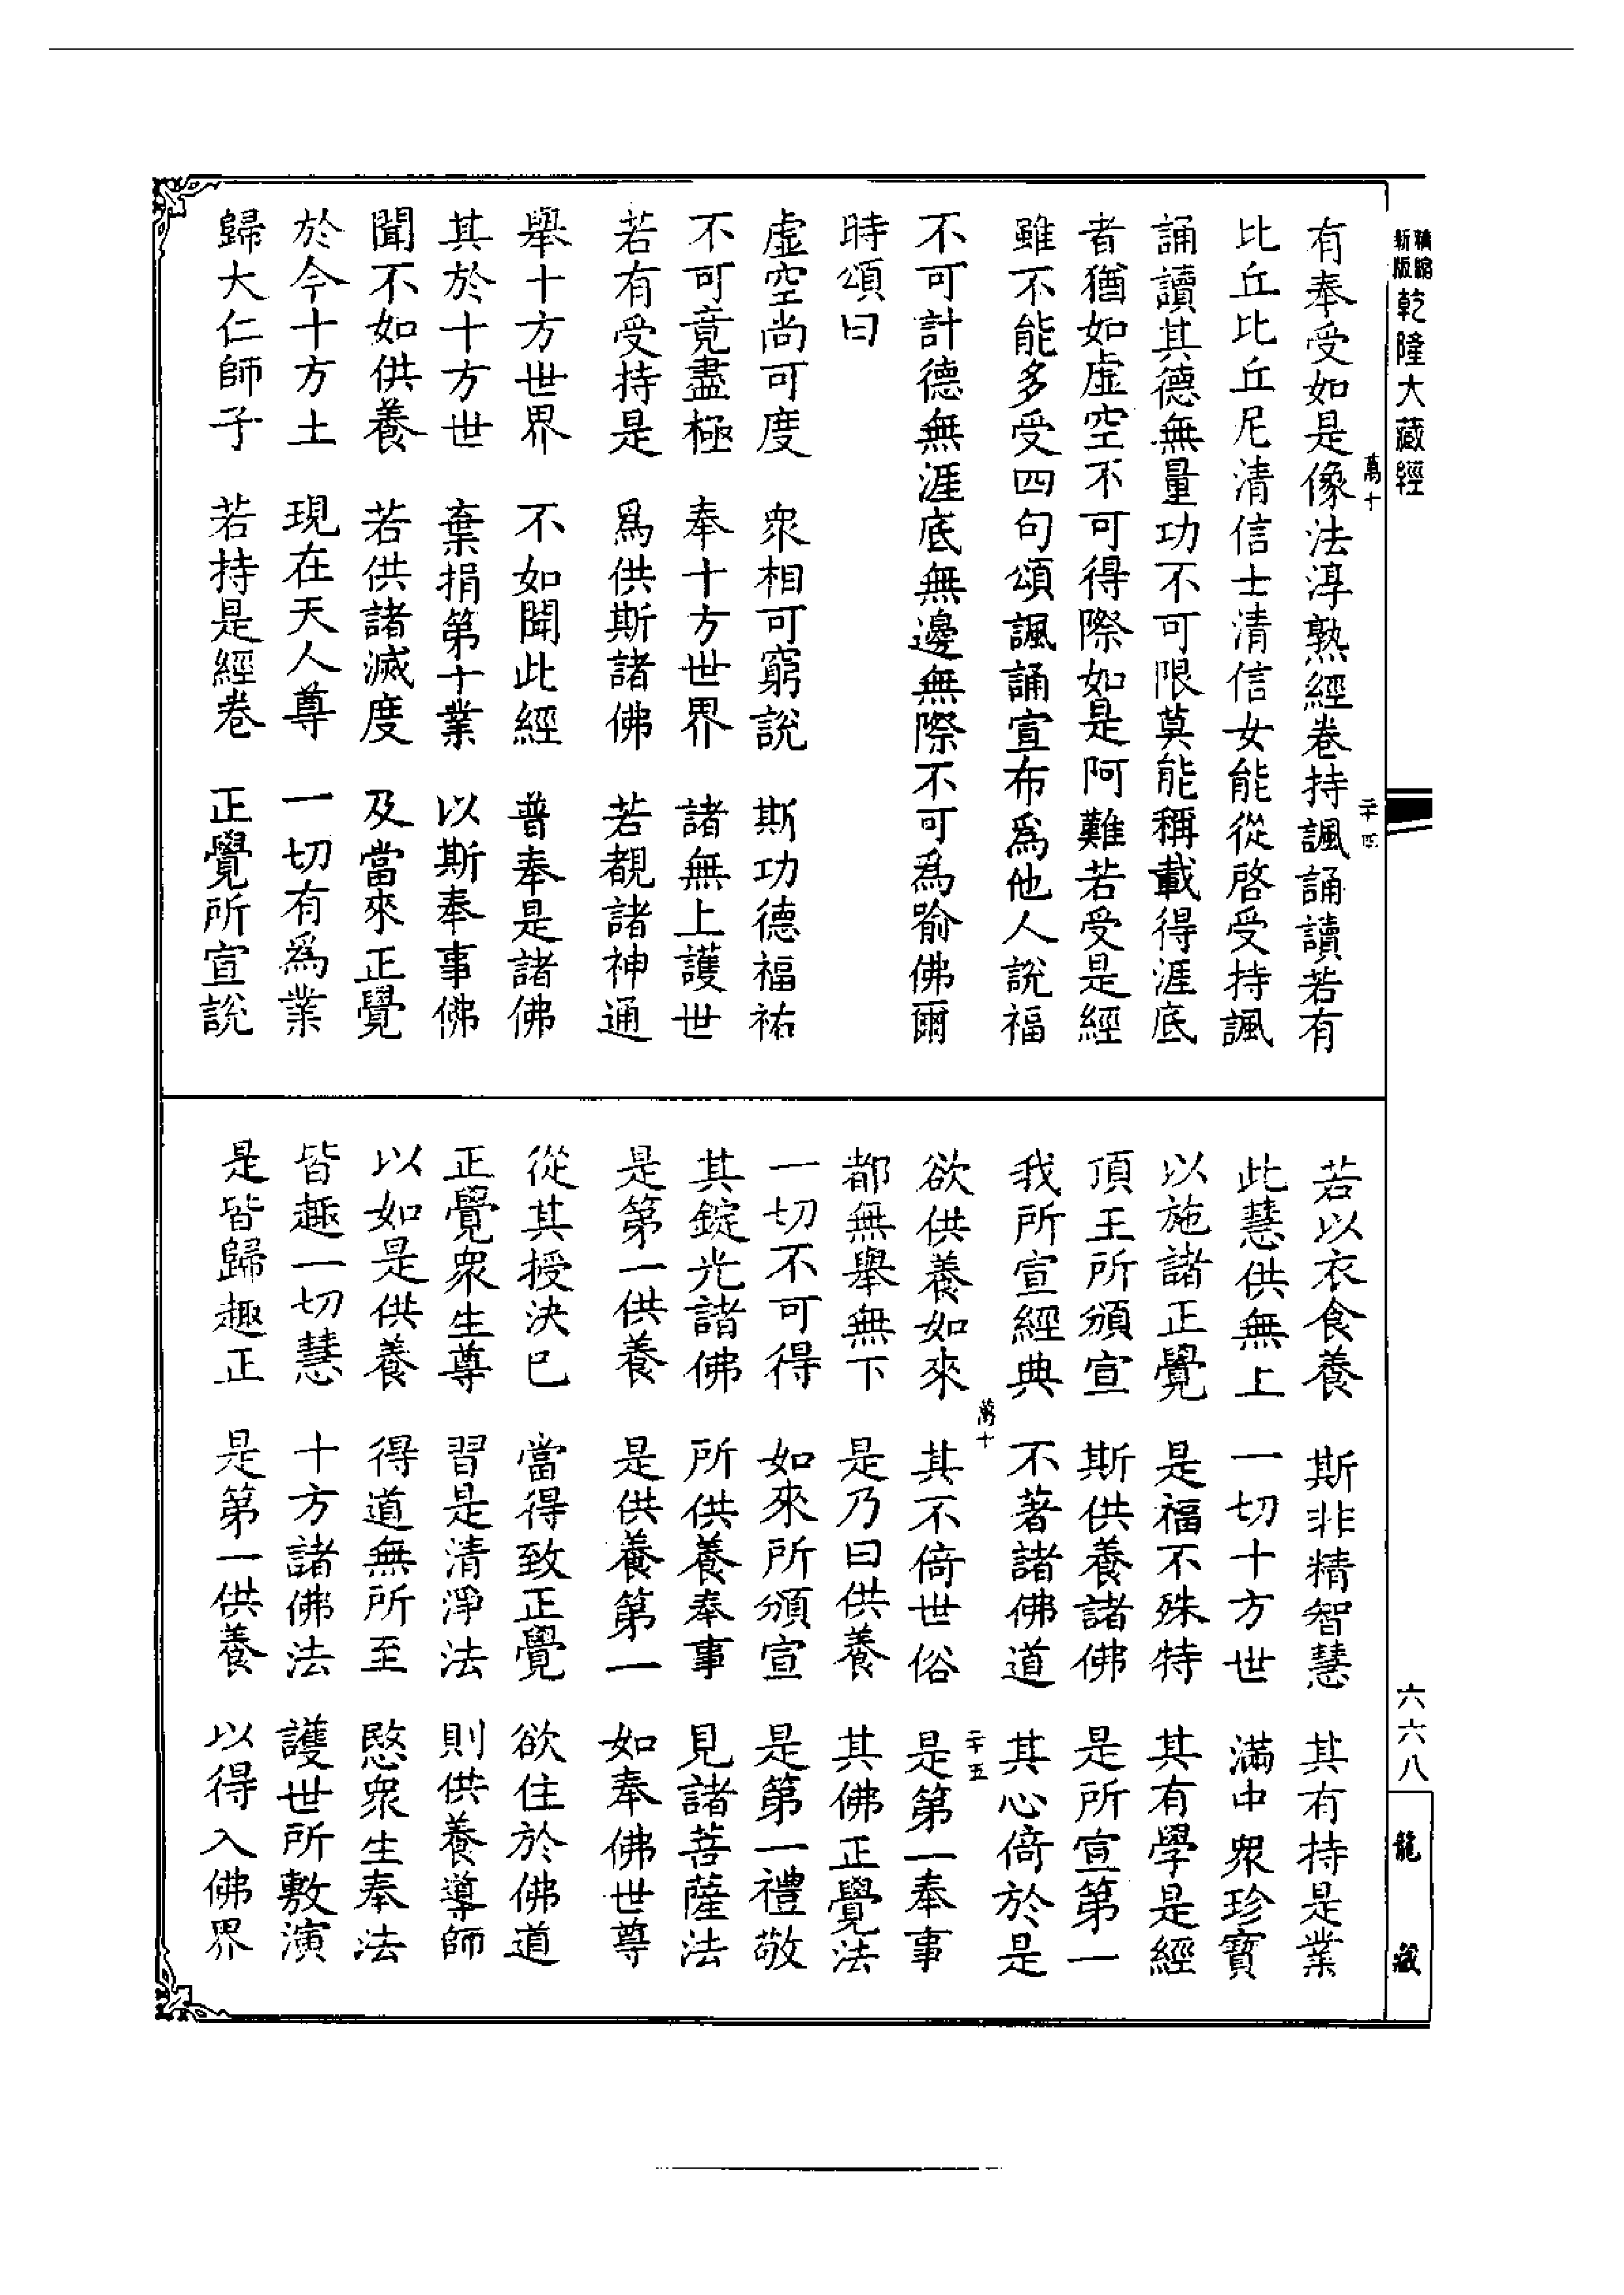 精縮
新版
乾隆大藏經
六六八
龍藏
萬十
二十四
有奉受如是像法淳熟經卷持諷誦讀若有
比丘比丘尼清信士清信女能從啓受持諷
誦讀其德無量功不可限莫能稱載得涯底
者猶如虛空不可得際如是阿難若受是經
雖不能多受四句頌諷誦宣布爲他人說福
不可計德無涯底無邊無際不可爲喻佛爾
時頌曰
虛空尚可度　衆相可窮說　斯功德福祐
不可竟盡極　奉十方世界　諸無上護世
若有受持是　爲供斯諸佛　若覩諸神通
舉十方世界　不如聞此經　普奉是諸佛
其於十方世　棄捐第十業　以斯奉事佛
聞不如供養　若供諸滅度　及當來正覺
於今十方土　現在天人尊　一切有爲業
歸大仁師子　若持是經卷　正覺所宣說
若以衣食養　斯非精智慧　其有持是業
此慧供無上　一切十方世　滿中衆珍寶
以施諸正覺　是福不殊特　其有學是經
頂王所頒宣　斯供養諸佛　是所宣第一
我所宣經典　不著諸佛道　其心倚於是
萬十
二十五
欲供養如來　其不倚世俗　是第一奉事
都無舉無下　是乃曰供養　其佛正覺法
一切不可得　如來所頒宣　是第一禮敬
其錠光諸佛　所供養奉事　見諸菩薩法
是第一供養　是供養第一　如奉佛世尊
從其授決已　當得致正覺　欲住於佛道
正覺衆生尊　習是清淨法　則供養導師
以如是供養　得道無所至　愍衆生奉法
皆趣一切慧　十方諸佛法　護世所敷演
是皆歸趣正　是第一供養　以得入佛界